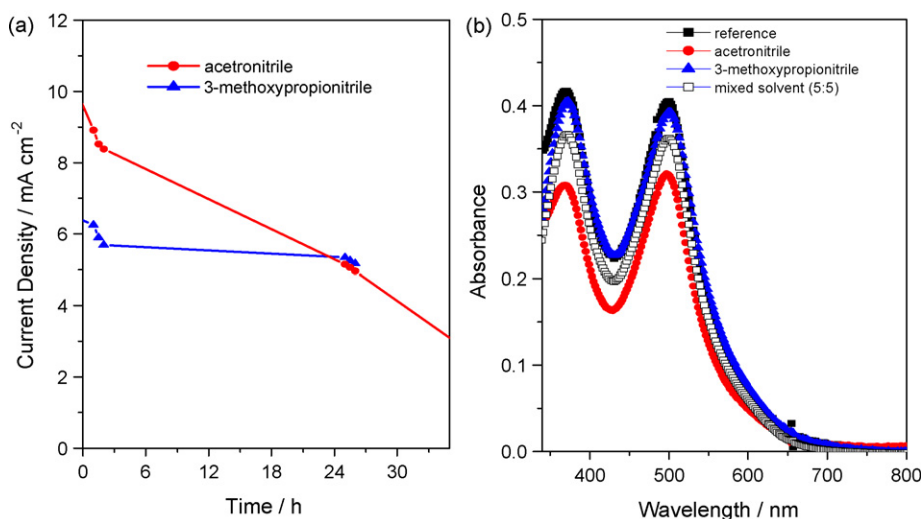 (a)
acetronitrile
3-methoxypropionitrile
Current Density / mA cm⁻²
12
10
8
6
4
2
0
0 6 12 18 24 30
Time / h
(b)
reference
acetronitrile
3-methoxypropionitrile
mixed solvent (5:5)
Absorbance
0.5
0.4
0.3
0.2
0.1
0.0
400 500 600 700 800
Wavelength / nm